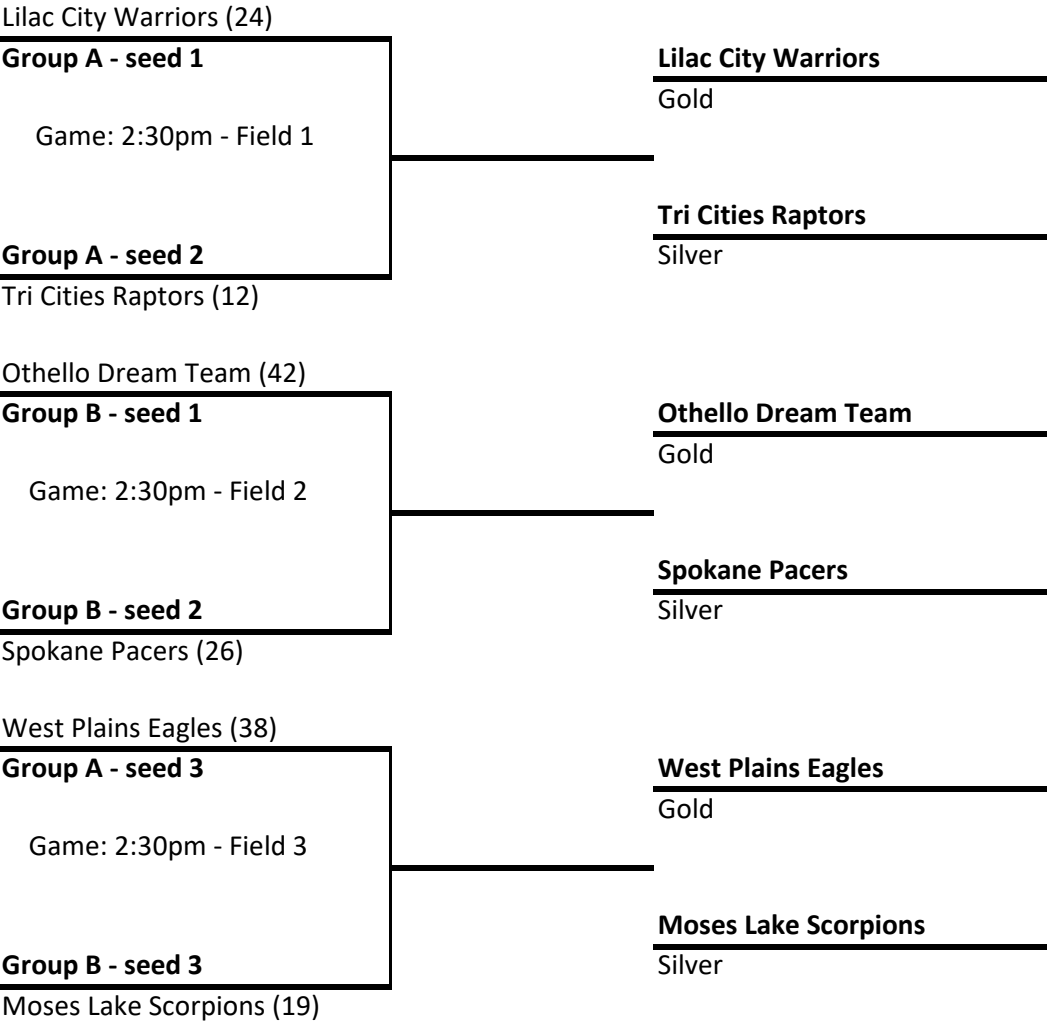 Lilac City Warriors (24)
Group A - seed 1
Lilac City Warriors
Gold
Game: 2:30pm - Field 1
Tri Cities Raptors
Group A - seed 2
Silver
Tri Cities Raptors (12)
Othello Dream Team (42)
Group B - seed 1
Othello Dream Team
Gold
Game: 2:30pm - Field 2
Spokane Pacers
Group B - seed 2
Silver
Spokane Pacers (26)
West Plains Eagles (38)
Group A - seed 3
West Plains Eagles
Gold
Game: 2:30pm - Field 3
Moses Lake Scorpions
Group B - seed 3
Silver
Moses Lake Scorpions (19)